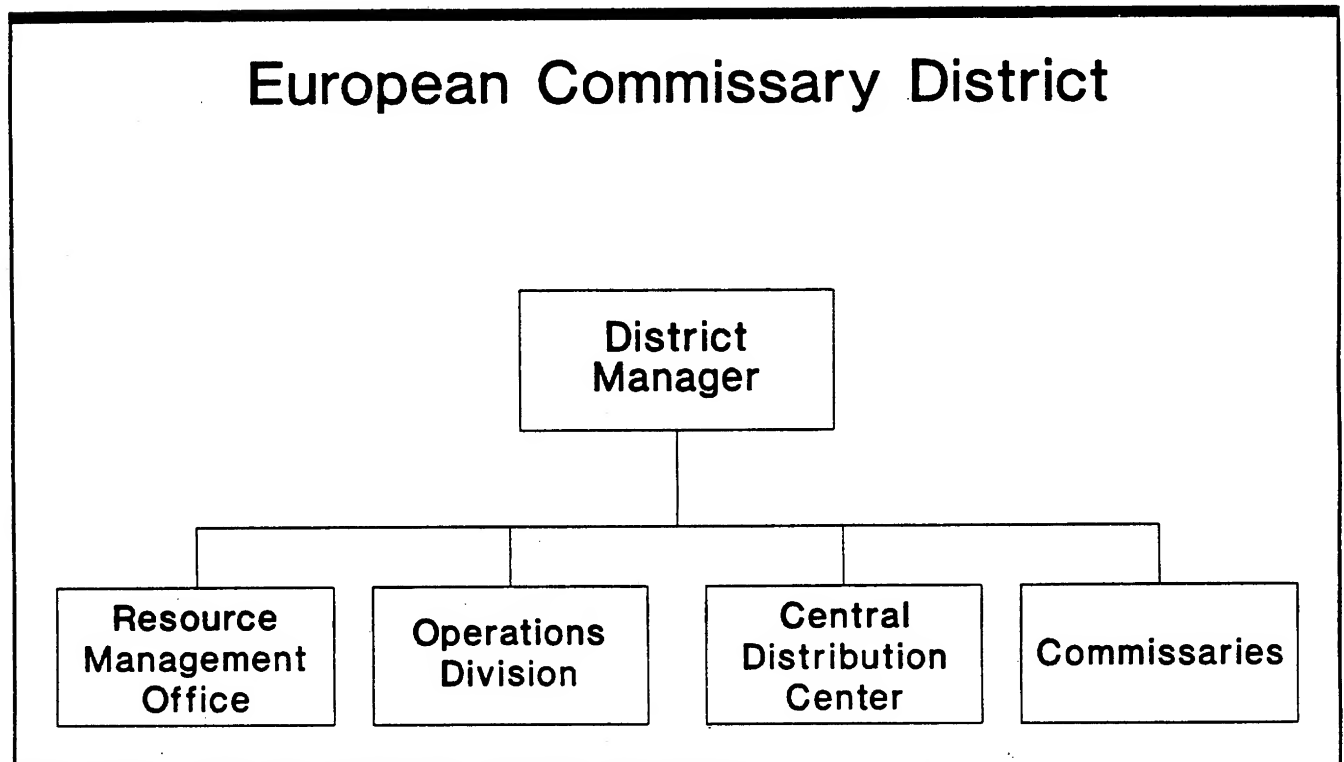 European Commissary District
District
Manager
Resource
Management
Office
Operations
Division
Central
Distribution
Center
Commissaries